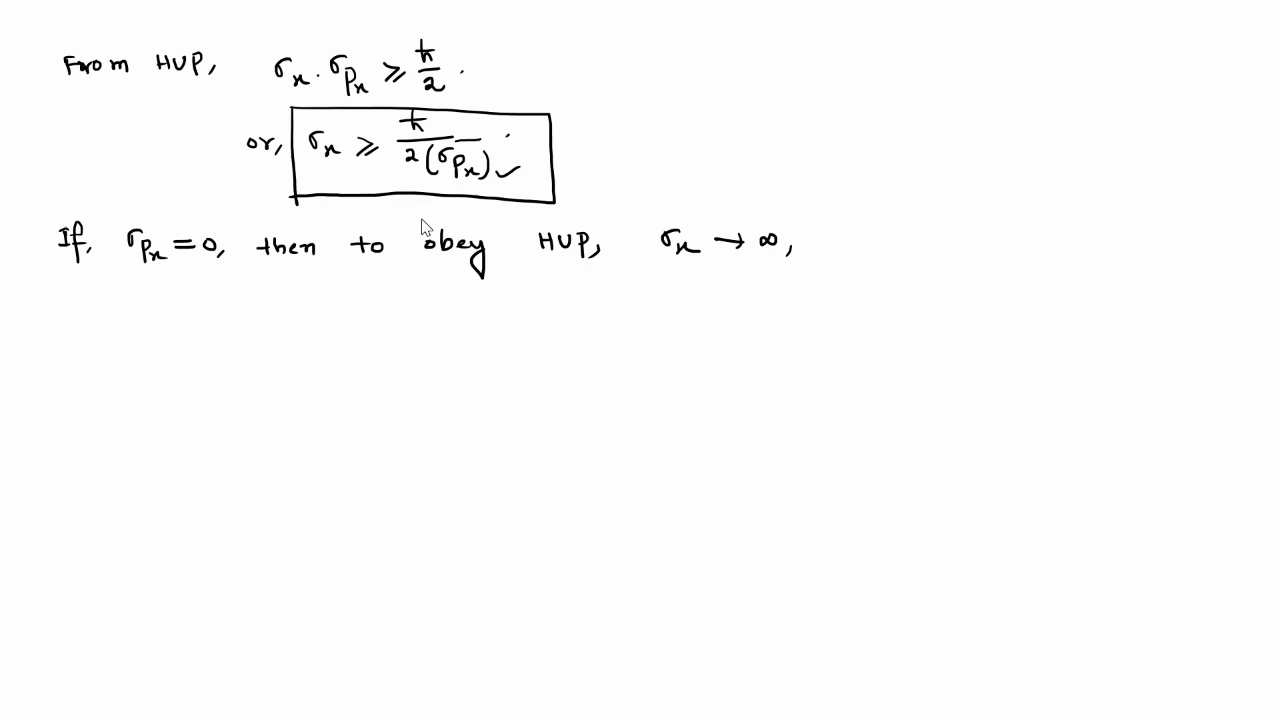 From HUP, σx . σpx ⩾ ħ/2 .
or, σx ⩾ ħ/2(σpx) ✓
If, σpx = 0, then to obey HUP, σx → ∞,